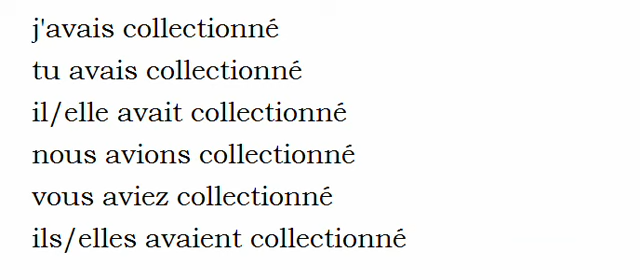 j'avais collectionné
tu avais collectionné
il/elle avait collectionné
nous avions collectionné
vous aviez collectionné
ils/elles avaient collectionné